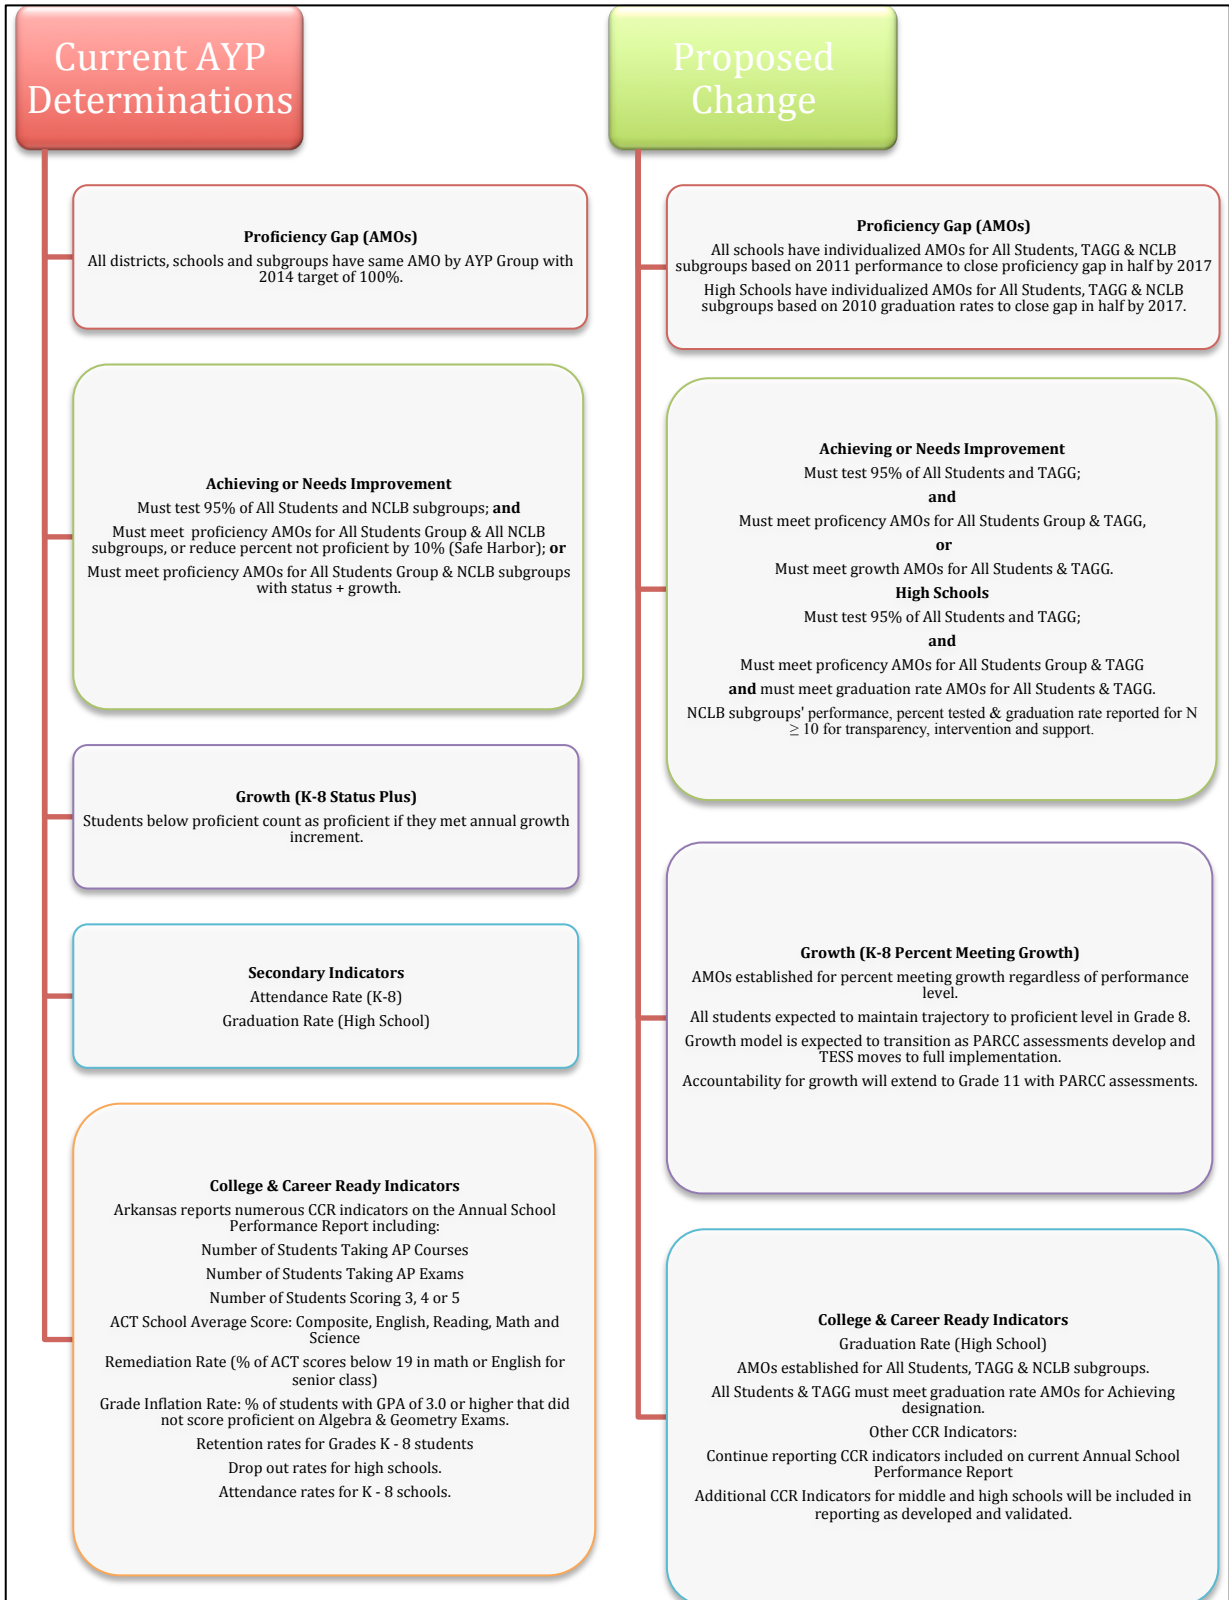 Current AYP
Determinations
Proficiency Gap (AMOs)
All districts, schools and subgroups have same AMO by AYP Group with
2014 target of 100%.
Achieving or Needs Improvement
Must test 95% of All Students and NCLB subgroups; and
Must meet proficiency AMOs for All Students Group & All NCLB
subgroups, or reduce percent not proficient by 10% (Safe Harbor); or
Must meet proficiency AMOs for All Students Group & NCLB subgroups
with status + growth.
Growth (K-8 Status Plus)
Students below proficient count as proficient if they met annual growth
increment.
Secondary Indicators
Attendance Rate (K-8)
Graduation Rate (High School)
College & Career Ready Indicators
Arkansas reports numerous CCR indicators on the Annual School
Performance Report including:
Number of Students Taking AP Courses
Number of Students Taking AP Exams
Number of Students Scoring 3, 4 or 5
ACT School Average Score: Composite, English, Reading, Math and
Science
Remediation Rate (% of ACT scores below 19 in math or English for
senior class)
Grade Inflation Rate: % of students with GPA of 3.0 or higher that did
not score proficient on Algebra & Geometry Exams.
Retention rates for Grades K - 8 students
Drop out rates for high schools.
Attendance rates for K - 8 schools.
Proposed
Change
Proficiency Gap (AMOs)
All schools have individualized AMOs for All Students, TAGG & NCLB
subgroups based on 2011 performance to close proficiency gap in half by 2017
High Schools have individualized AMOs for All Students, TAGG & NCLB
subgroups based on 2010 graduation rates to close gap in half by 2017.
Achieving or Needs Improvement
Must test 95% of All Students and TAGG;
and
Must meet proficency AMOs for All Students Group & TAGG,
or
Must meet growth AMOs for All Students & TAGG.
High Schools
Must test 95% of All Students and TAGG;
and
Must meet proficency AMOs for All Students Group & TAGG
and must meet graduation rate AMOs for All Students & TAGG.
NCLB subgroups' performance, percent tested & graduation rate reported for N
≥ 10 for transparency, intervention and support.
Growth (K-8 Percent Meeting Growth)
AMOs established for percent meeting growth regardless of performance
level.
All students expected to maintain trajectory to proficient level in Grade 8.
Growth model is expected to transition as PARCC assessments develop and
TESS moves to full implementation.
Accountability for growth will extend to Grade 11 with PARCC assessments.
College & Career Ready Indicators
Graduation Rate (High School)
AMOs established for All Students, TAGG & NCLB subgroups.
All Students & TAGG must meet graduation rate AMOs for Achieving
designation.
Other CCR Indicators:
Continue reporting CCR indicators included on current Annual School
Performance Report
Additional CCR Indicators for middle and high schools will be included in
reporting as developed and validated.